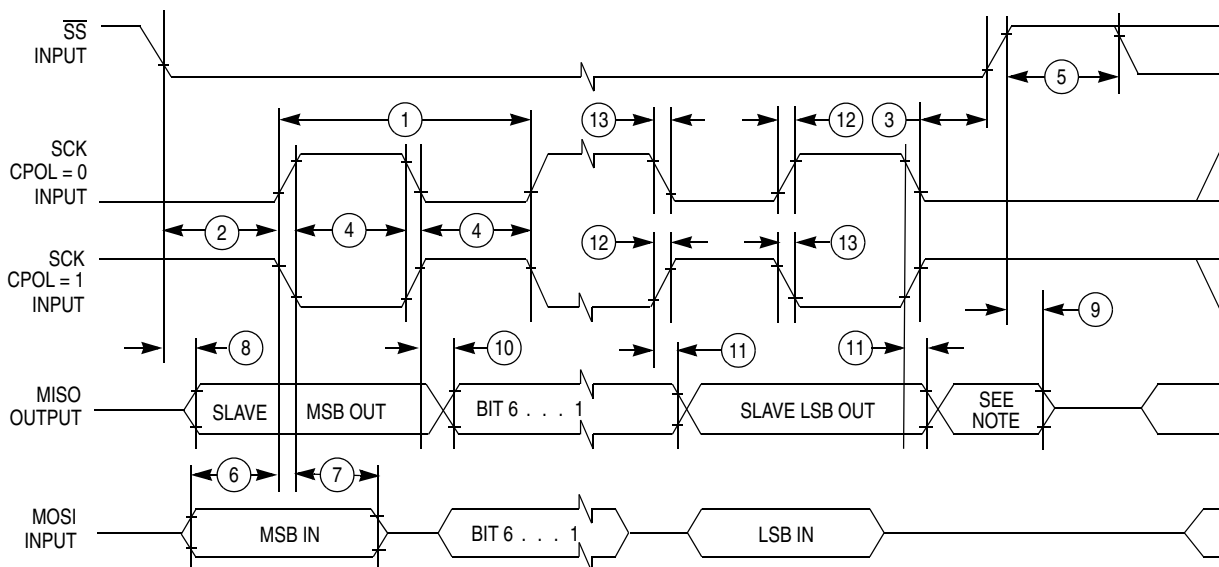 SS
INPUT
5
1
13
12
3
SCK
CPOL = 0
INPUT
2
4
4
12
13
SCK
CPOL = 1
INPUT
9
8
10
11
11
MISO
OUTPUT
SLAVE MSB OUT
BIT 6 . . . 1
SLAVE LSB OUT
SEE
NOTE
6
7
MOSI
INPUT
MSB IN
BIT 6 . . . 1
LSB IN